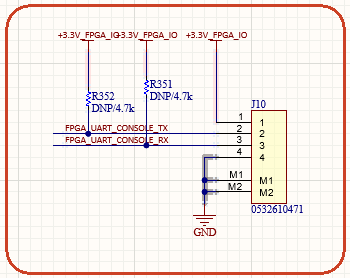 +3.3V_FPGA_IO +3.3V_FPGA_IO +3.3V_FPGA_IO
R351
DNP/4.7k
R352
DNP/4.7k
J10
1 1
FPGA_UART_CONSOLE_TX 2 2
FPGA_UART_CONSOLE_RX 3 3
4 4
M1 M1
M2 M2
0532610471
GND